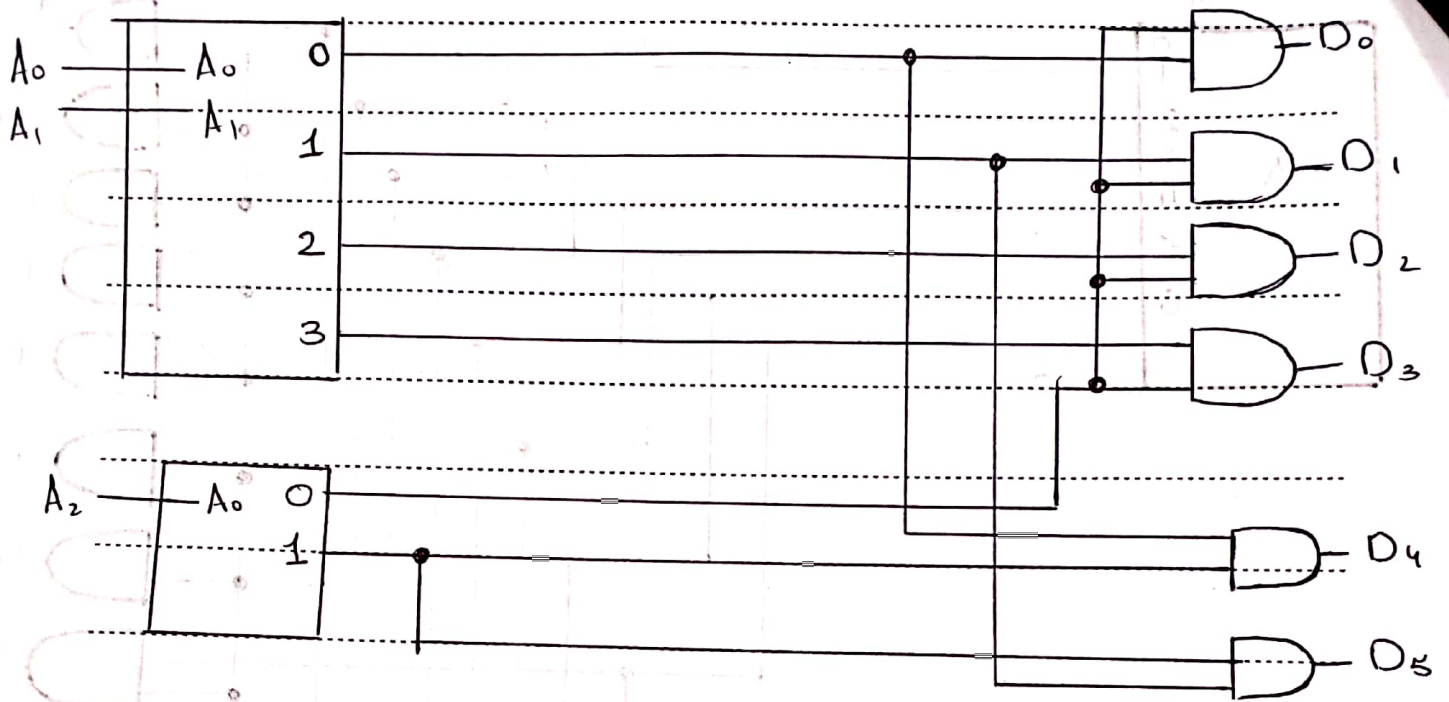 A₀ A₀ 0 D₀
A₁ A₁ 1 D₁
2 D₂
3 D₃
A₂ A₀ 0
1 D₄
D₅